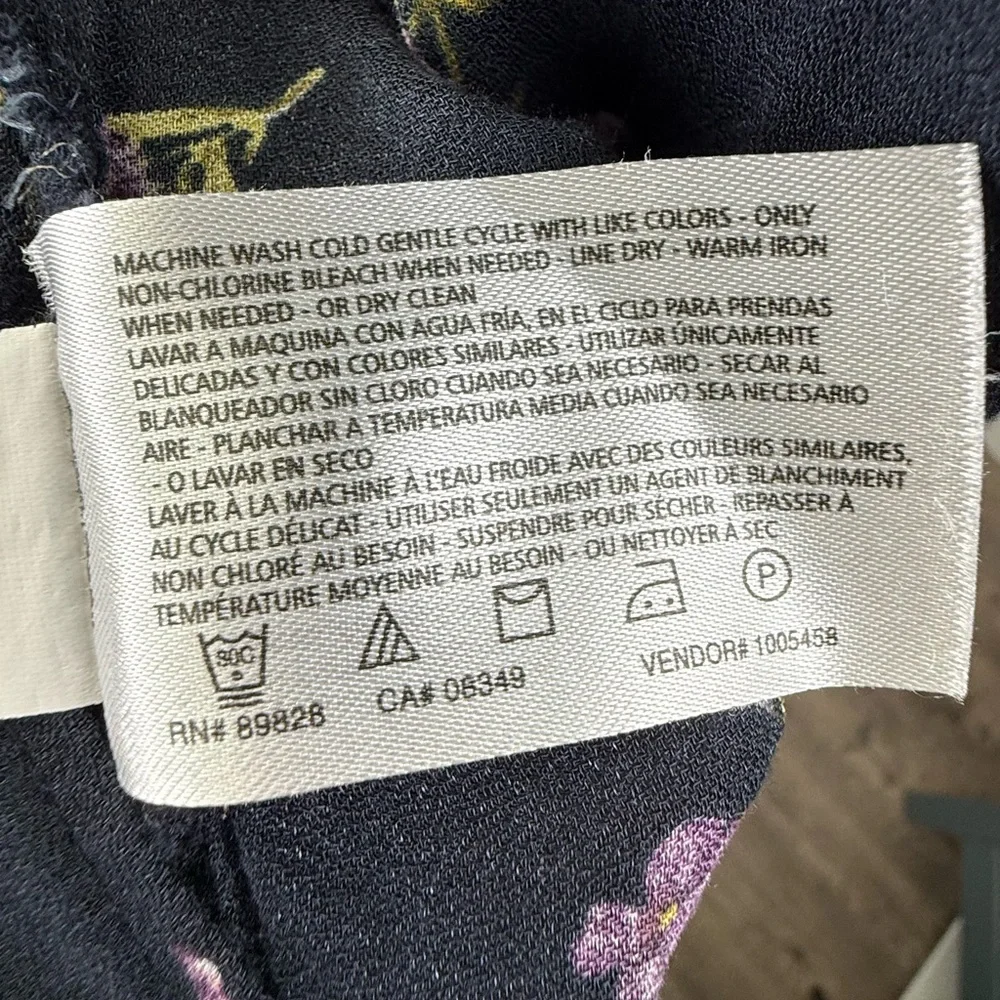 MACHINE WASH COLD GENTLE CYCLE WITH LIKE COLORS - ONLY
NON-CHLORINE BLEACH WHEN NEEDED - LINE DRY - WARM IRON
WHEN NEEDED - OR DRY CLEAN
LAVAR A MAQUINA CON AGUA FRÍA, EN EL CICLO PARA PRENDAS
DELICADAS Y CON COLORES SIMILARES - UTILIZAR ÚNICAMENTE
BLANQUEADOR SIN CLORO CUANDO SEA NECESARIO - SECAR AL
AIRE - PLANCHAR A TEMPERATURA MEDIA CUANDO SEA NECESARIO
- O LAVAR EN SECO
LAVER À LA MACHINE À L'EAU FROIDE AVEC DES COULEURS SIMILAIRES,
AU CYCLE DÉLICAT - UTILISER SEULEMENT UN AGENT DE BLANCHIMENT
NON CHLORÉ AU BESOIN - SUSPENDRE POUR SÉCHER - REPASSER À
TEMPÉRATURE MOYENNE AU BESOIN - OU NETTOYER À SEC
30C P
RN# 89828 CA# 06349 VENDOR# 1005458